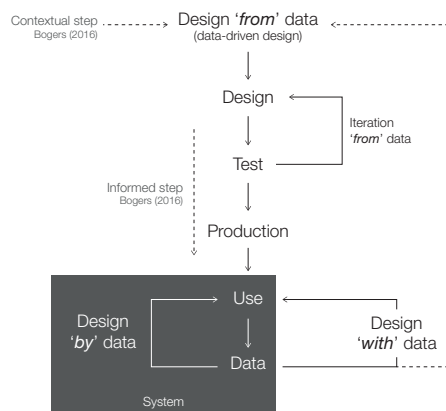 Contextual step
Bogers (2016)
Design ‘from’ data
(data-driven design)
Design
Iteration
‘from’ data
Test
Informed step
Bogers (2016)
Production
Use
Design
‘by’ data
Design
‘with’ data
Data
System